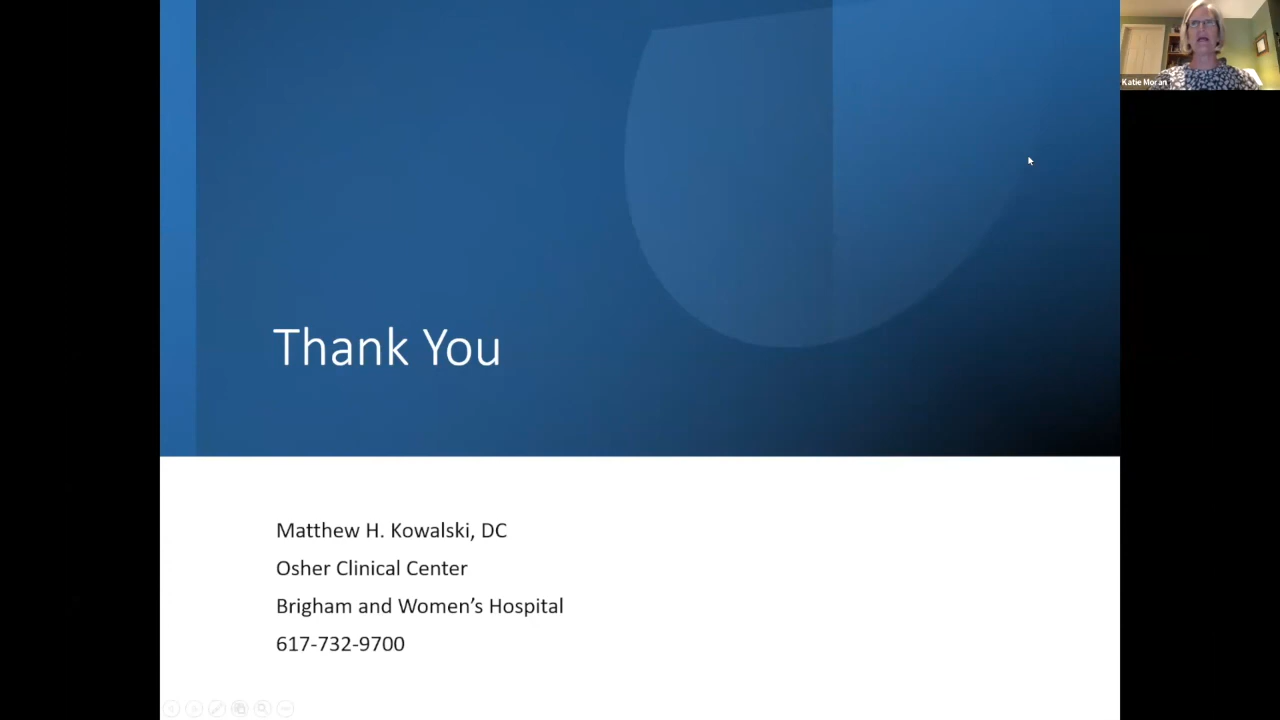 Katie Moran
Thank You
Matthew H. Kowalski, DC
Osher Clinical Center
Brigham and Women’s Hospital
617-732-9700